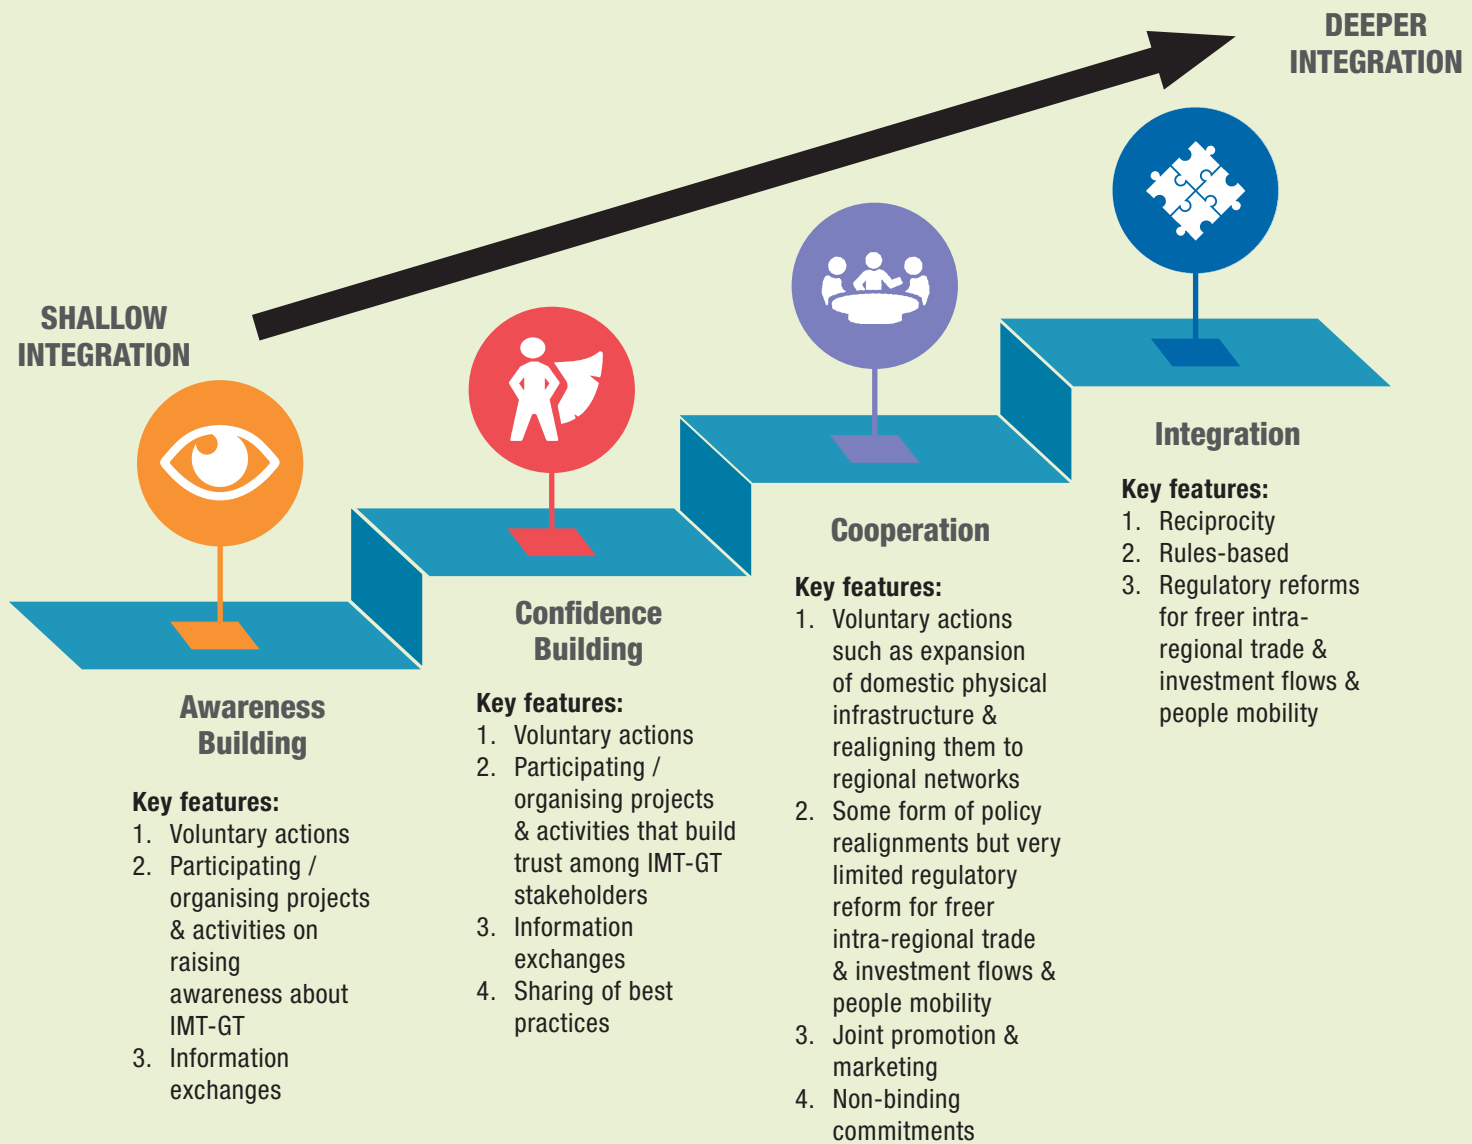 DEEPER
INTEGRATION
SHALLOW
INTEGRATION
Awareness
Building
Key features:
1. Voluntary actions
2. Participating /
organising projects
& activities on
raising
awareness about
IMT-GT
3. Information
exchanges
Confidence
Building
Key features:
1. Voluntary actions
2. Participating /
organising projects
& activities that build
trust among IMT-GT
stakeholders
3. Information
exchanges
4. Sharing of best
practices
Cooperation
Key features:
1. Voluntary actions
such as expansion
of domestic physical
infrastructure &
realigning them to
regional networks
2. Some form of policy
realignments but very
limited regulatory
reform for freer
intra-regional trade
& investment flows &
people mobility
3. Joint promotion &
marketing
4. Non-binding
commitments
Integration
Key features:
1. Reciprocity
2. Rules-based
3. Regulatory reforms
for freer intra-
regional trade &
investment flows &
people mobility